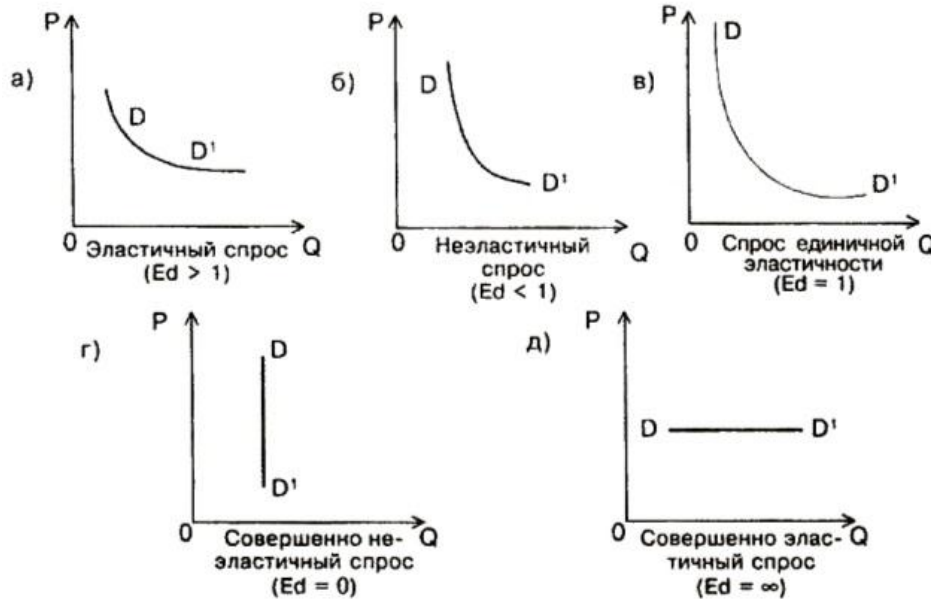 P
а)
D
D¹
0
Q
Эластичный спрос
(Ed > 1)
P
б)
D
D¹
0
Q
Неэластичный
спрос
(Ed < 1)
P
в)
D
D¹
0
Q
Спрос единичной
эластичности
(Ed = 1)
P
г)
D
D¹
0
Q
Совершенно не-
эластичный спрос
(Ed = 0)
P
д)
D
D¹
0
Q
Совершенно элас-
тичный спрос
(Ed = ∞)